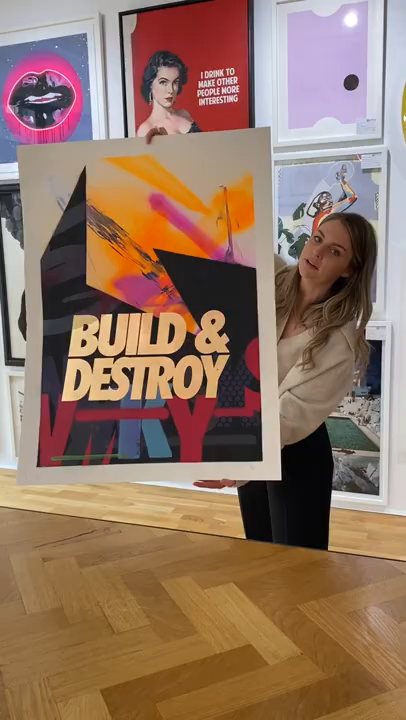 I DRINK TO
MAKE OTHER
PEOPLE MORE
INTERESTING
BUILD &
DESTROY